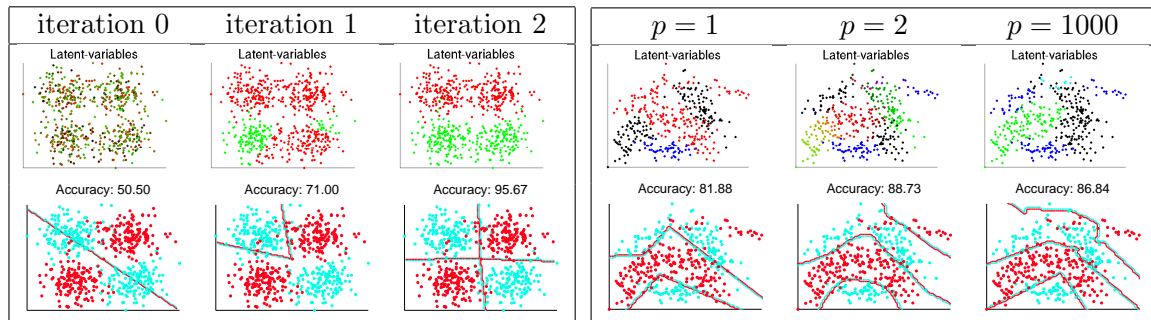 iteration 0 iteration 1 iteration 2
Latent-variables Latent-variables Latent-variables
Accuracy: 50.50 Accuracy: 71.00 Accuracy: 95.67
p = 1 p = 2 p = 1000
Latent-variables Latent-variables Latent-variables
Accuracy: 81.88 Accuracy: 88.73 Accuracy: 86.84